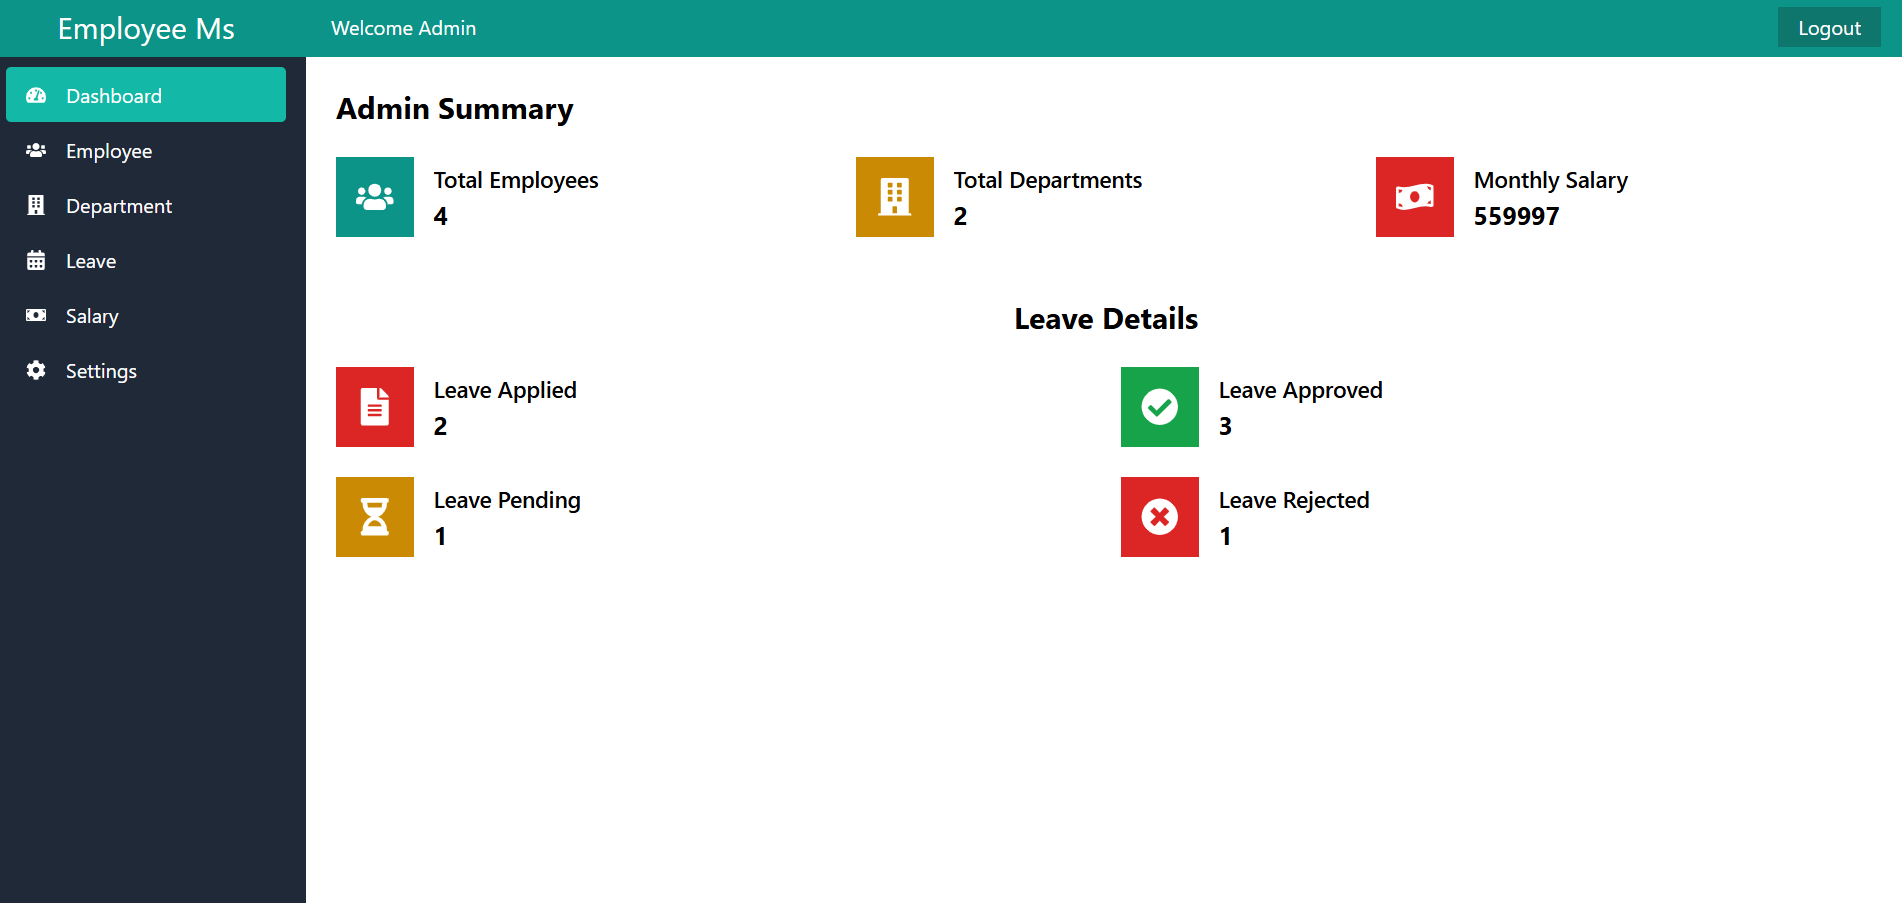 Employee Ms
Welcome Admin
Logout
Dashboard
Employee
Department
Leave
Salary
Settings
Admin Summary
Total Employees
4
Total Departments
2
Monthly Salary
559997
Leave Details
Leave Applied
2
Leave Approved
3
Leave Pending
1
Leave Rejected
1